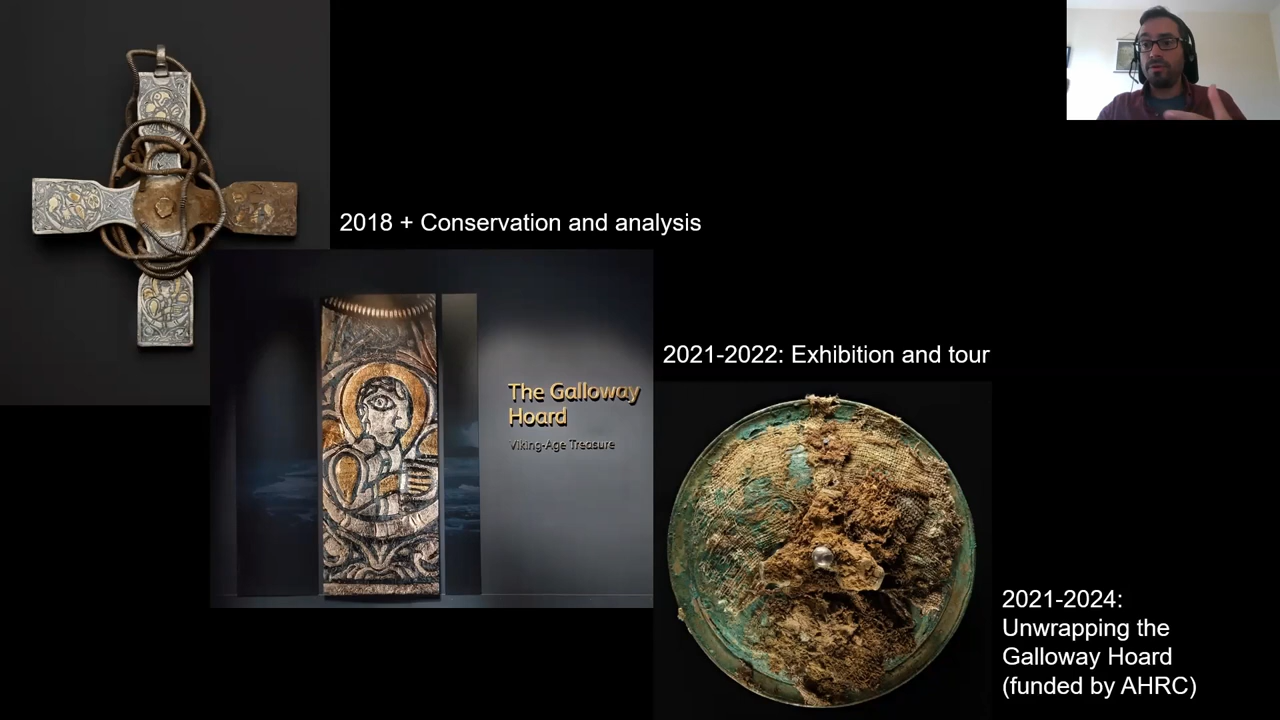 2018 + Conservation and analysis
2021-2022: Exhibition and tour
The Galloway
Hoard
Viking-Age Treasure
2021-2024:
Unwrapping the
Galloway Hoard
(funded by AHRC)